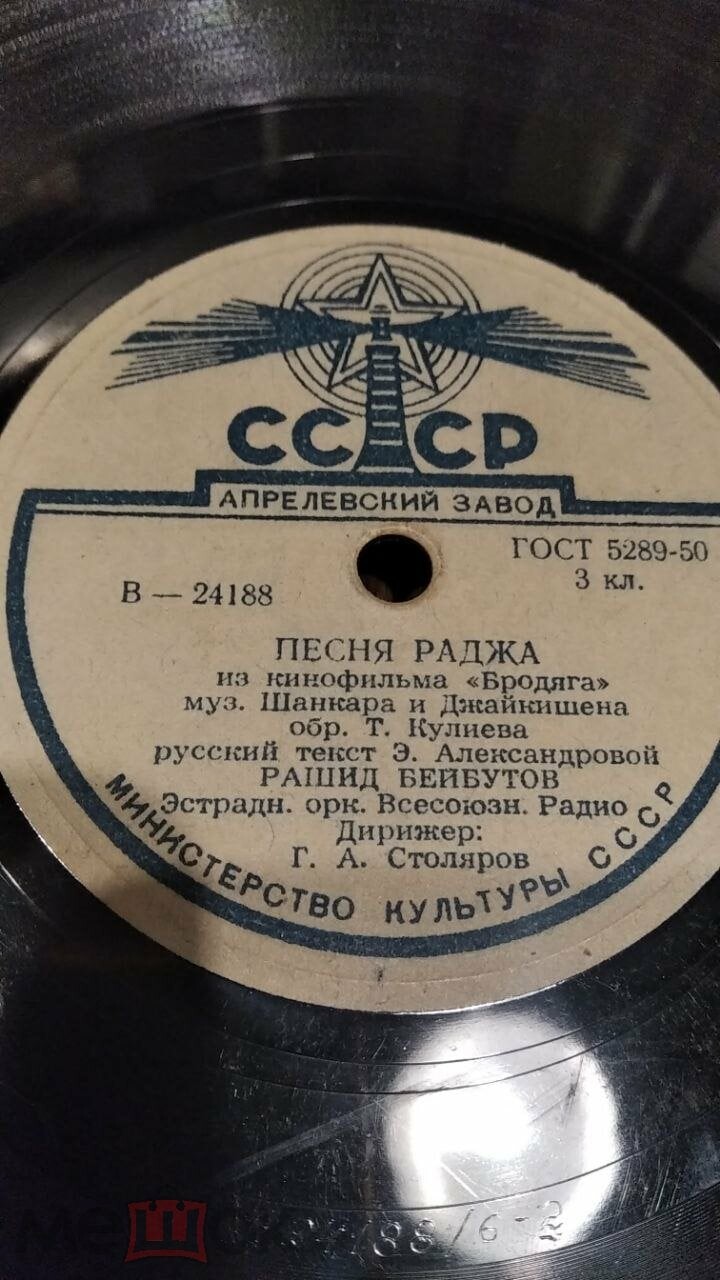 СССР
АПРЕЛЕВСКИЙ ЗАВОД
ГОСТ 5289-50
3 кл.
В — 24188
ПЕСНЯ РАДЖА
из кинофильма «Бродяга»
муз. Шанкара и Джайкишена
обр. Т. Кулиева
русский текст Э. Александровой
РАШИД БЕЙБУТОВ
Эстрадн. орк. Всесоюзн. Радио
Дирижер:
Г. А. Столяров
МИНИСТЕРСТВО КУЛЬТУРЫ СССР